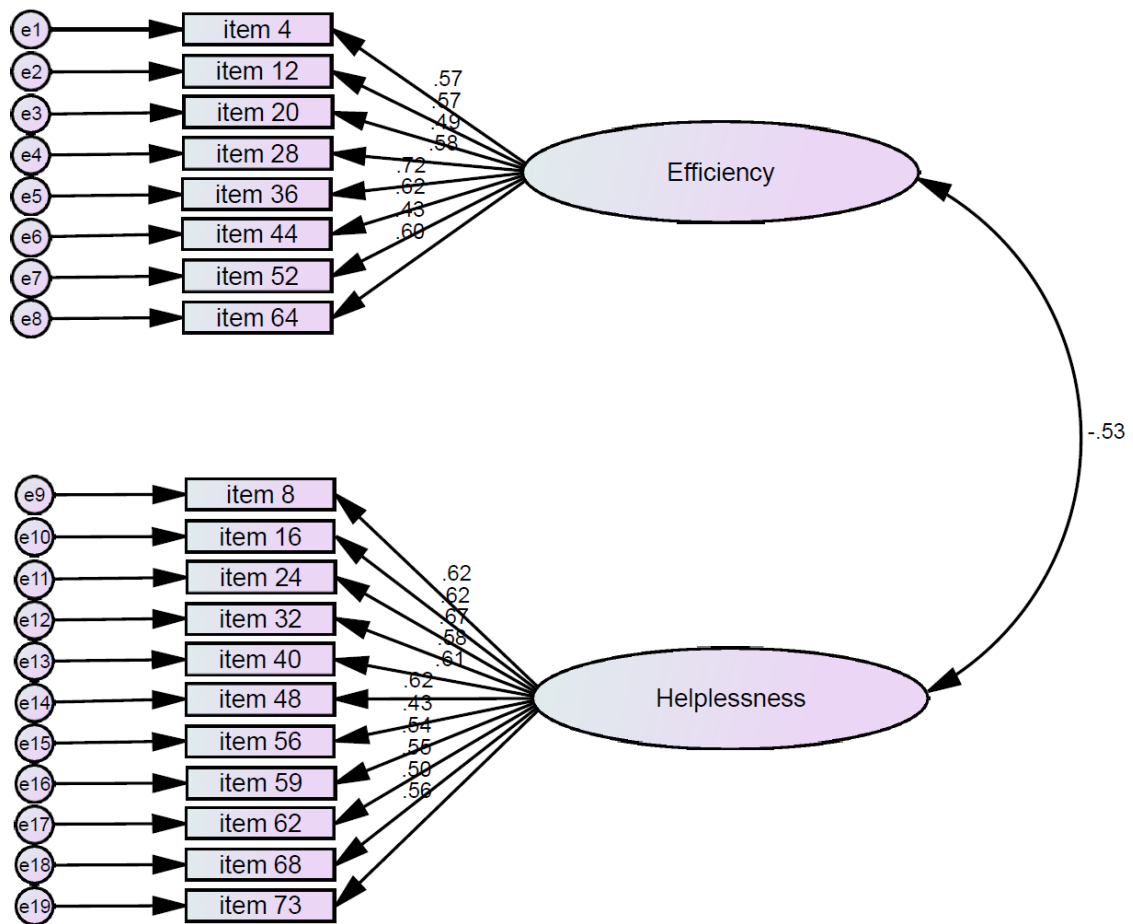 e1 item 4
e2 item 12
e3 item 20
e4 item 28
e5 item 36
e6 item 44
e7 item 52
e8 item 64
.57
.57
.49
.58
.72
.62
.43
.60
Efficiency
-.53
e9 item 8
e10 item 16
e11 item 24
e12 item 32
e13 item 40
e14 item 48
e15 item 56
e16 item 59
e17 item 62
e18 item 68
e19 item 73
.62
.62
.67
.58
.61
.62
.43
.54
.55
.50
.56
Helplessness